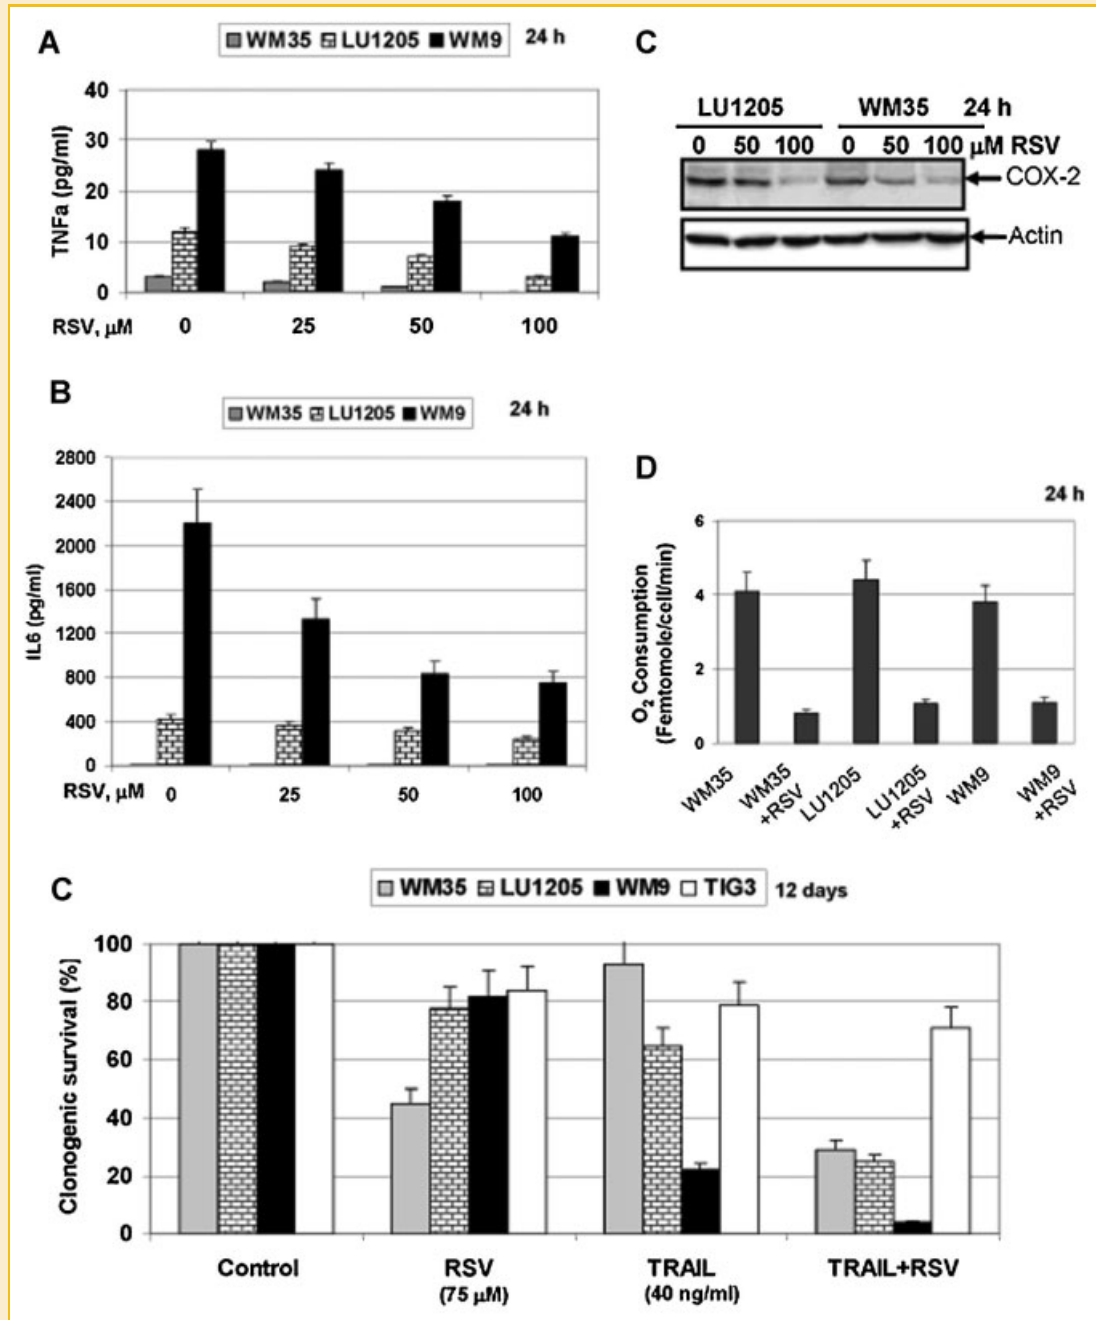 A
WM35 LU1205 WM9 24 h
TNFa (pg/ml)
40
30
20
10
0
RSV, µM 0 25 50 100
B
WM35 LU1205 WM9 24 h
IL6 (pg/ml)
2800
2400
2000
1600
1200
800
400
0
RSV, µM 0 25 50 100
C
LU1205 WM35 24 h
0 50 100 0 50 100 µM RSV
COX-2
Actin
D
24 h
O2 Consumption
(Femtomole/cell/min)
6
4
2
0
WM35
WM35
+RSV
LU1205
LU1205
+RSV
WM9
WM9
+RSV
C
WM35 LU1205 WM9 TIG3 12 days
Clonogenic survival (%)
100
80
60
40
20
0
Control RSV TRAIL TRAIL+RSV
(75 µM) (40 ng/ml)